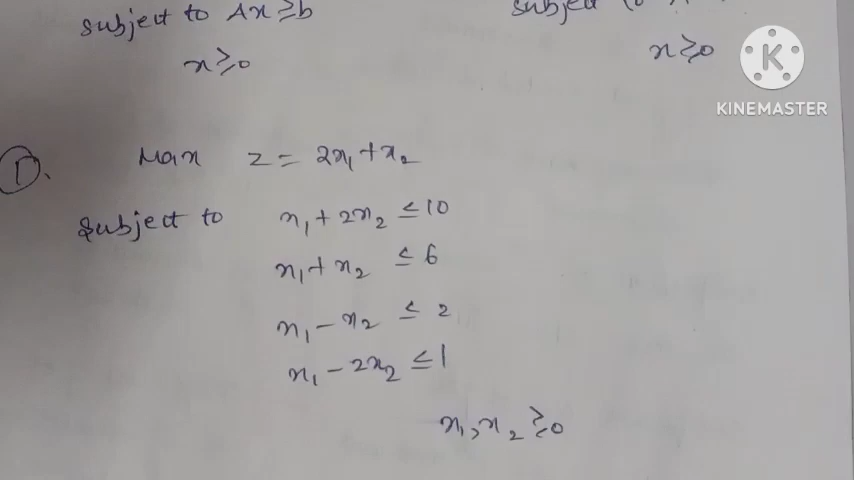 subject to Ax ≥ b
subject to
x ≥ 0
x ≥ 0
KINEMASTER
1.
Max Z = 2x₁ + x₂
subject to x₁ + 2x₂ ≤ 10
x₁ + x₂ ≤ 6
x₁ - x₂ ≤ 2
x₁ - 2x₂ ≤ 1
x₁, x₂ ≥ 0